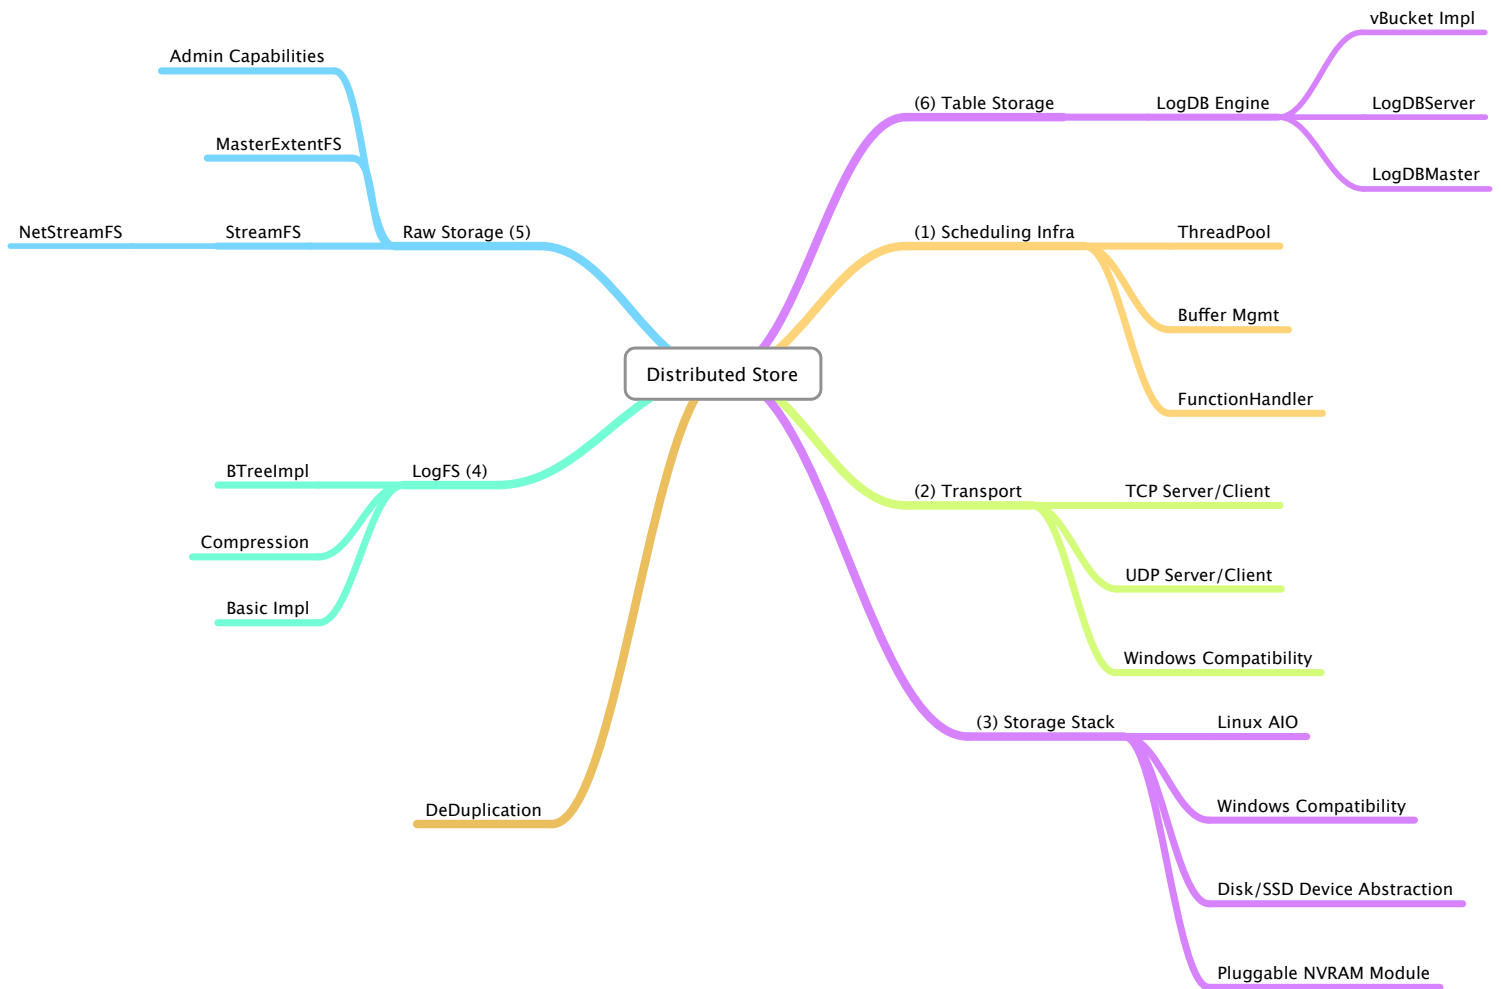 Distributed Store
(6) Table Storage
LogDB Engine
vBucket Impl
LogDBServer
LogDBMaster
(1) Scheduling Infra
ThreadPool
Buffer Mgmt
FunctionHandler
(2) Transport
TCP Server/Client
UDP Server/Client
Windows Compatibility
(3) Storage Stack
Linux AIO
Windows Compatibility
Disk/SSD Device Abstraction
Pluggable NVRAM Module
Raw Storage (5)
Admin Capabilities
MasterExtentFS
StreamFS
NetStreamFS
LogFS (4)
BTreeImpl
Compression
Basic Impl
DeDuplication